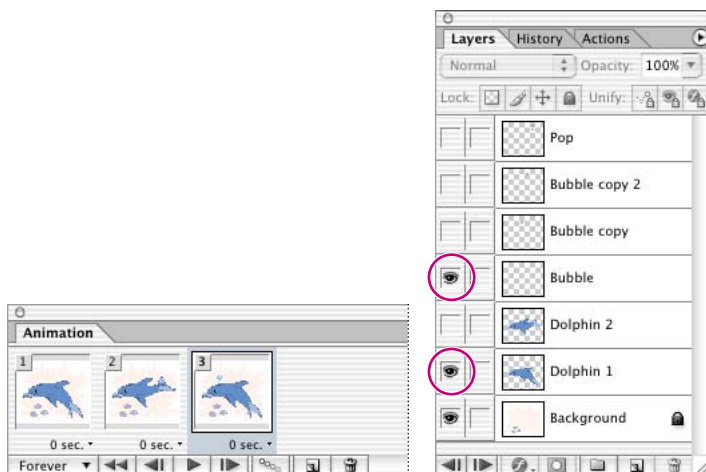 Layers History Actions
Normal Opacity: 100%
Lock: Unify:
Pop
Bubble copy 2
Bubble copy
Bubble
Dolphin 2
Dolphin 1
Background
Animation
1 2 3
0 sec. 0 sec. 0 sec.
Forever